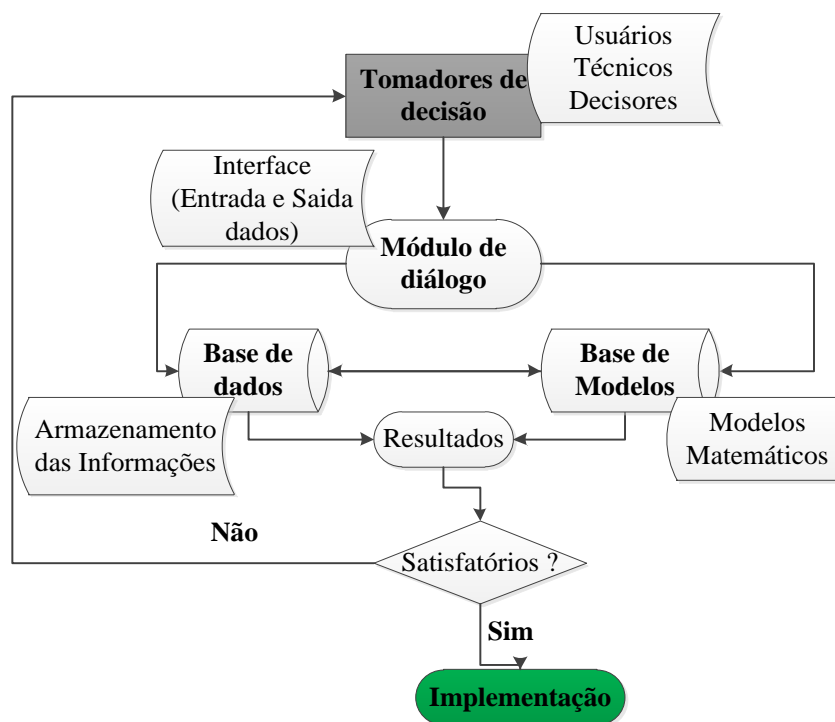 Usuários
Técnicos
Decisores
Tomadores de
decisão
Interface
(Entrada e Saida
dados)
Módulo de
diálogo
Base de
dados
Base de
Modelos
Armazenamento
das Informações
Resultados
Modelos
Matemáticos
Não
Satisfatórios ?
Sim
Implementação